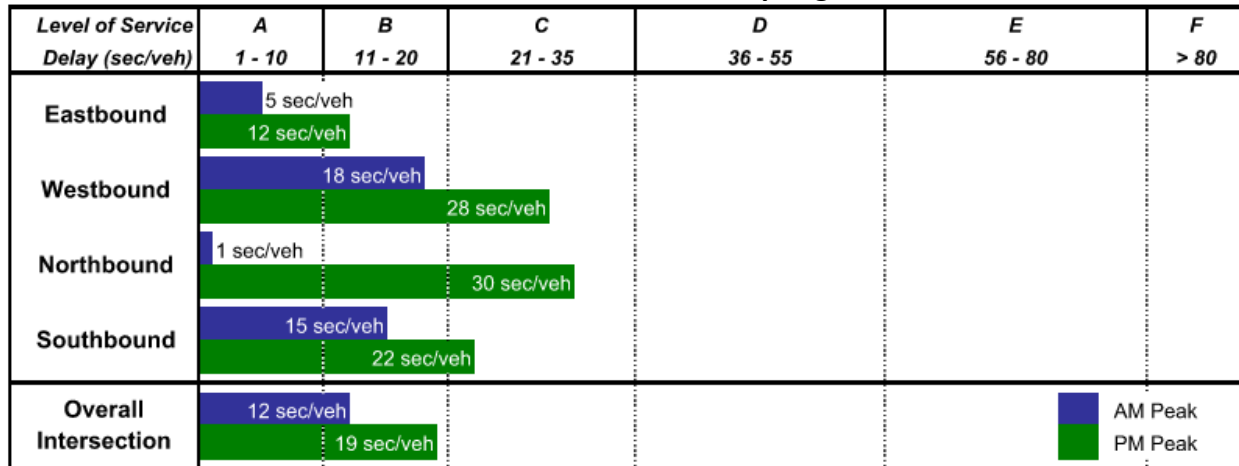 Level of Service A B C D E F
Delay (sec/veh) 1 - 10 11 - 20 21 - 35 36 - 55 56 - 80 > 80
Eastbound
5 sec/veh
12 sec/veh
Westbound
18 sec/veh
28 sec/veh
Northbound
1 sec/veh
30 sec/veh
Southbound
15 sec/veh
22 sec/veh
Overall
Intersection
12 sec/veh
19 sec/veh
AM Peak
PM Peak